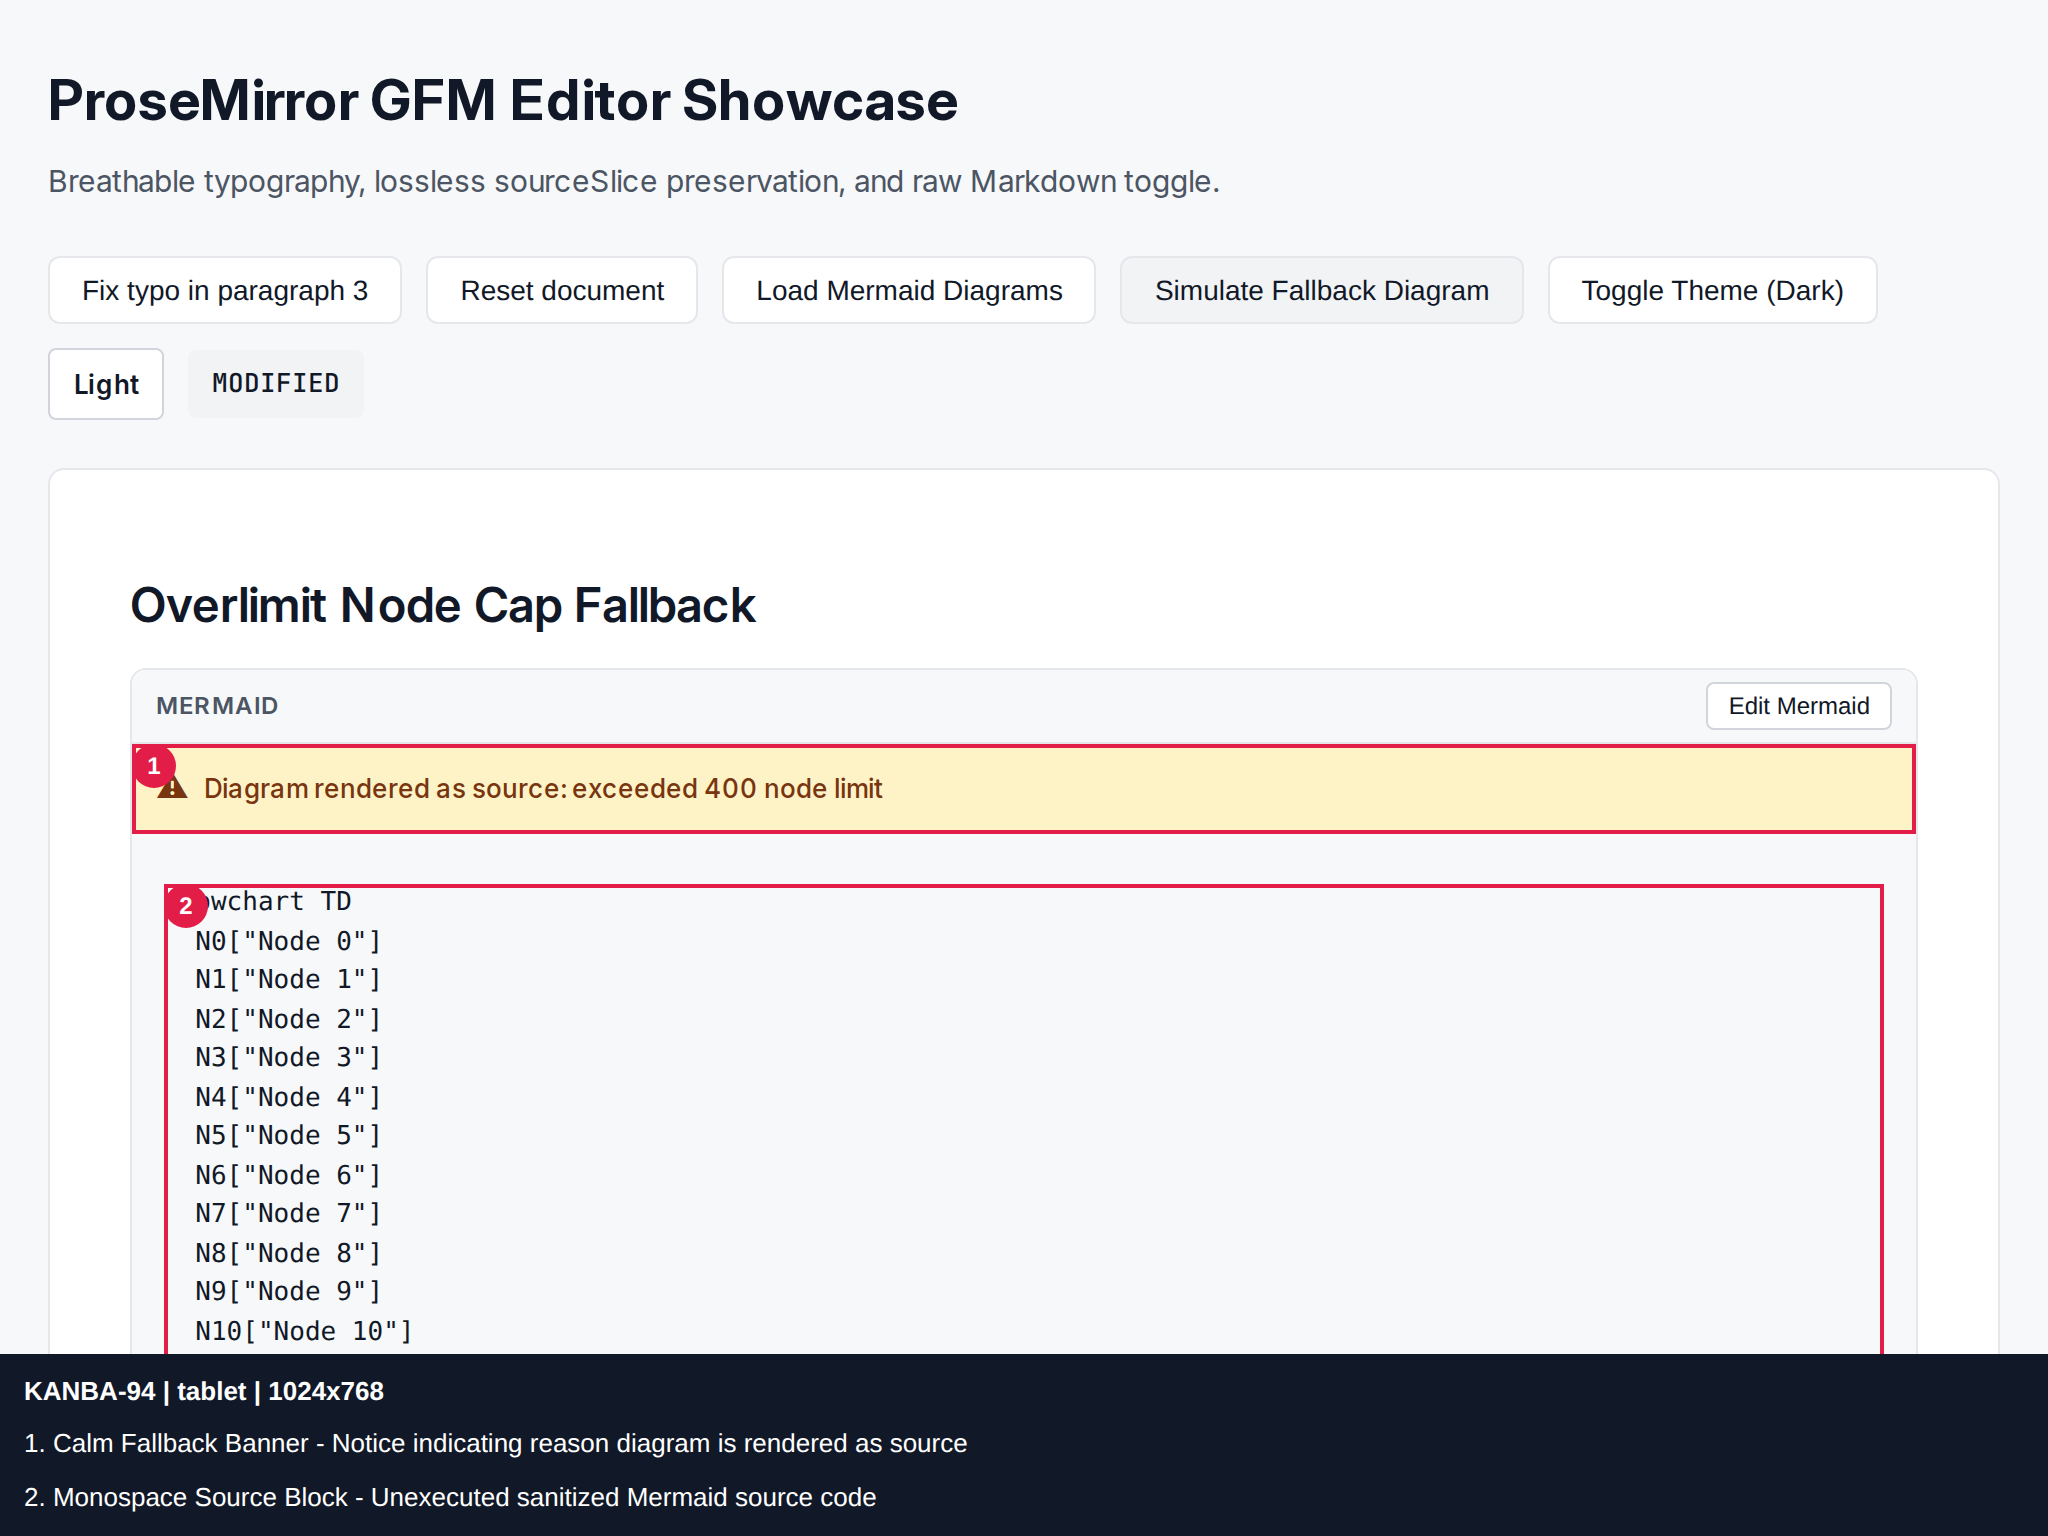 ProseMirror GFM Editor Showcase
Breathable typography, lossless sourceSlice preservation, and raw Markdown toggle.
Fix typo in paragraph 3
Reset document
Load Mermaid Diagrams
Simulate Fallback Diagram
Toggle Theme (Dark)
Light
MODIFIED
Overlimit Node Cap Fallback
MERMAID
Edit Mermaid
1
Diagram rendered as source: exceeded 400 node limit
2
owchart TD
N0["Node 0"]
N1["Node 1"]
N2["Node 2"]
N3["Node 3"]
N4["Node 4"]
N5["Node 5"]
N6["Node 6"]
N7["Node 7"]
N8["Node 8"]
N9["Node 9"]
N10["Node 10"]
KANBA-94 | tablet | 1024x768
1. Calm Fallback Banner - Notice indicating reason diagram is rendered as source
2. Monospace Source Block - Unexecuted sanitized Mermaid source code